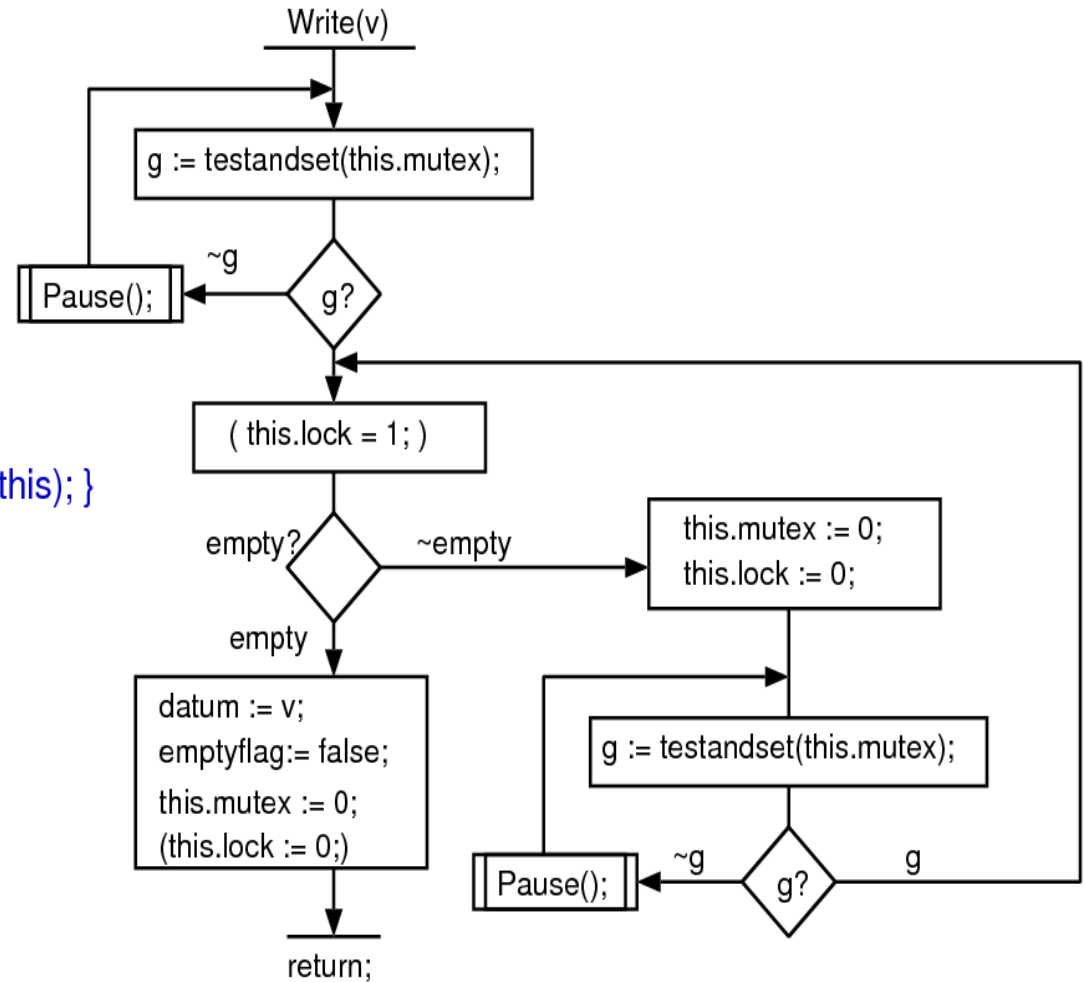 Write(v)
g := testandset(this.mutex);
~g
Pause();
g?
( this.lock = 1; )
this); }
empty?
~empty
this.mutex := 0;
this.lock := 0;
empty
datum := v;
emptyflag:= false;
this.mutex := 0;
(this.lock := 0;)
g := testandset(this.mutex);
~g
g
Pause();
g?
return;